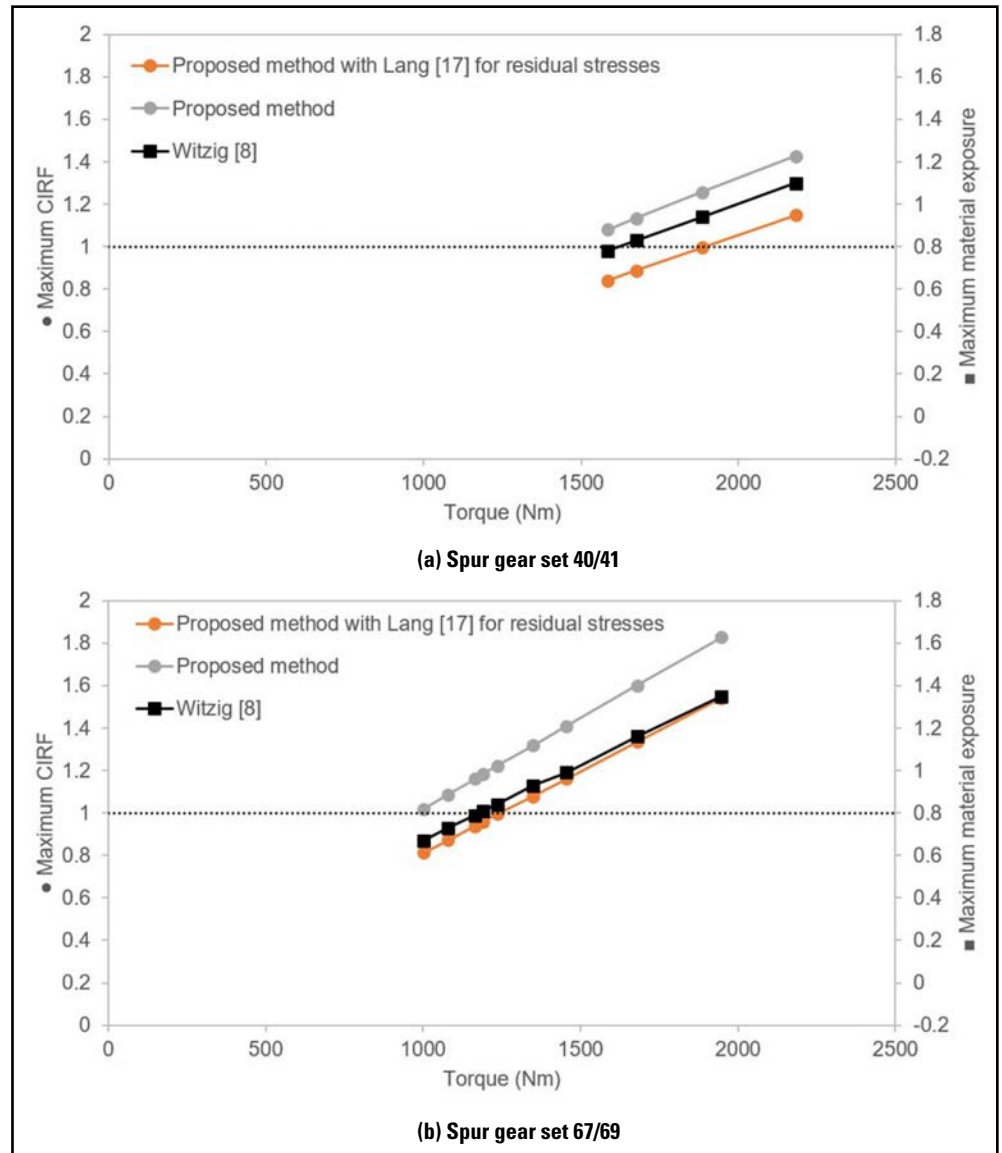 2
1.8
1.6
1.4
1.2
1
0.8
0.6
0.4
0.2
0
● Maximum CIRF
Proposed method with Lang [17] for residual stresses
Proposed method
Witzig [8]
1.8
1.6
1.4
1.2
1
0.8
0.6
0.4
0.2
0
-0.2
■ Maximum material exposure
0 500 1000 1500 2000 2500
Torque (Nm)
(a) Spur gear set 40/41
2
1.8
1.6
1.4
1.2
1
0.8
0.6
0.4
0.2
0
● Maximum CIRF
Proposed method with Lang [17] for residual stresses
Proposed method
Witzig [8]
1.8
1.6
1.4
1.2
1
0.8
0.6
0.4
0.2
0
-0.2
■ Maximum material exposure
0 500 1000 1500 2000 2500
Torque (Nm)
(b) Spur gear set 67/69